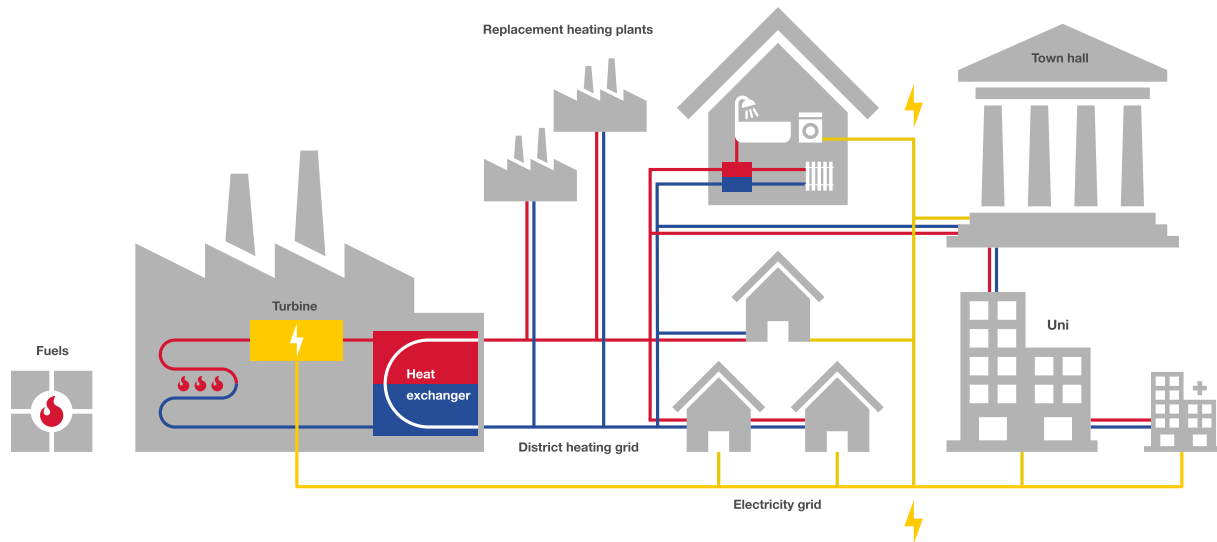 Replacement heating plants
Town hall
Turbine
Uni
Fuels
Heat
exchanger
District heating grid
Electricity grid